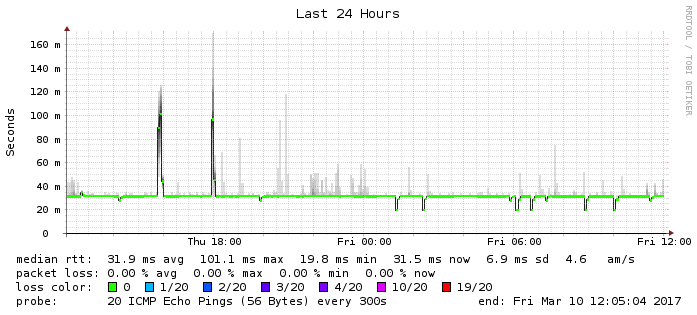 Last 24 Hours
RRDTOOL / TOBI OETIKER
Seconds
160 m
140 m
120 m
100 m
80 m
60 m
40 m
20 m
0
Thu 18:00 Fri 00:00 Fri 06:00 Fri 12:00
median rtt: 31.9 ms avg 101.1 ms max 19.8 ms min 31.5 ms now 6.9 ms sd 4.6 am/s
packet loss: 0.00 % avg 0.00 % max 0.00 % min 0.00 % now
loss color: 0 1/20 2/20 3/20 4/20 10/20 19/20
probe: 20 ICMP Echo Pings (56 Bytes) every 300s end: Fri Mar 10 12:05:04 2017